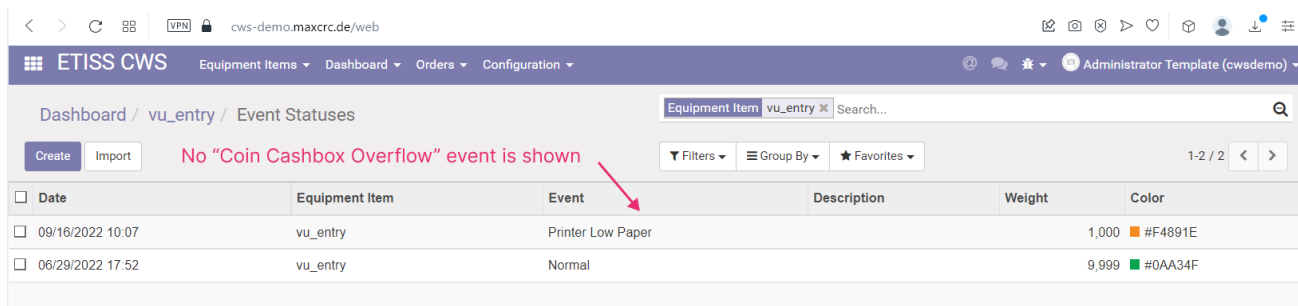 VPN cws-demo.maxcrc.de/web
ETISS CWS Equipment Items Dashboard Orders Configuration @ Administrator Template (cwsdemo)
Dashboard / vu_entry / Event Statuses Equipment Item vu_entry Search...
Create Import No “Coin Cashbox Overflow” event is shown Filters Group By Favorites 1-2 / 2
Date Equipment Item Event Description Weight Color
09/16/2022 10:07 vu_entry Printer Low Paper 1,000 #F4891E
06/29/2022 17:52 vu_entry Normal 9,999 #0AA34F